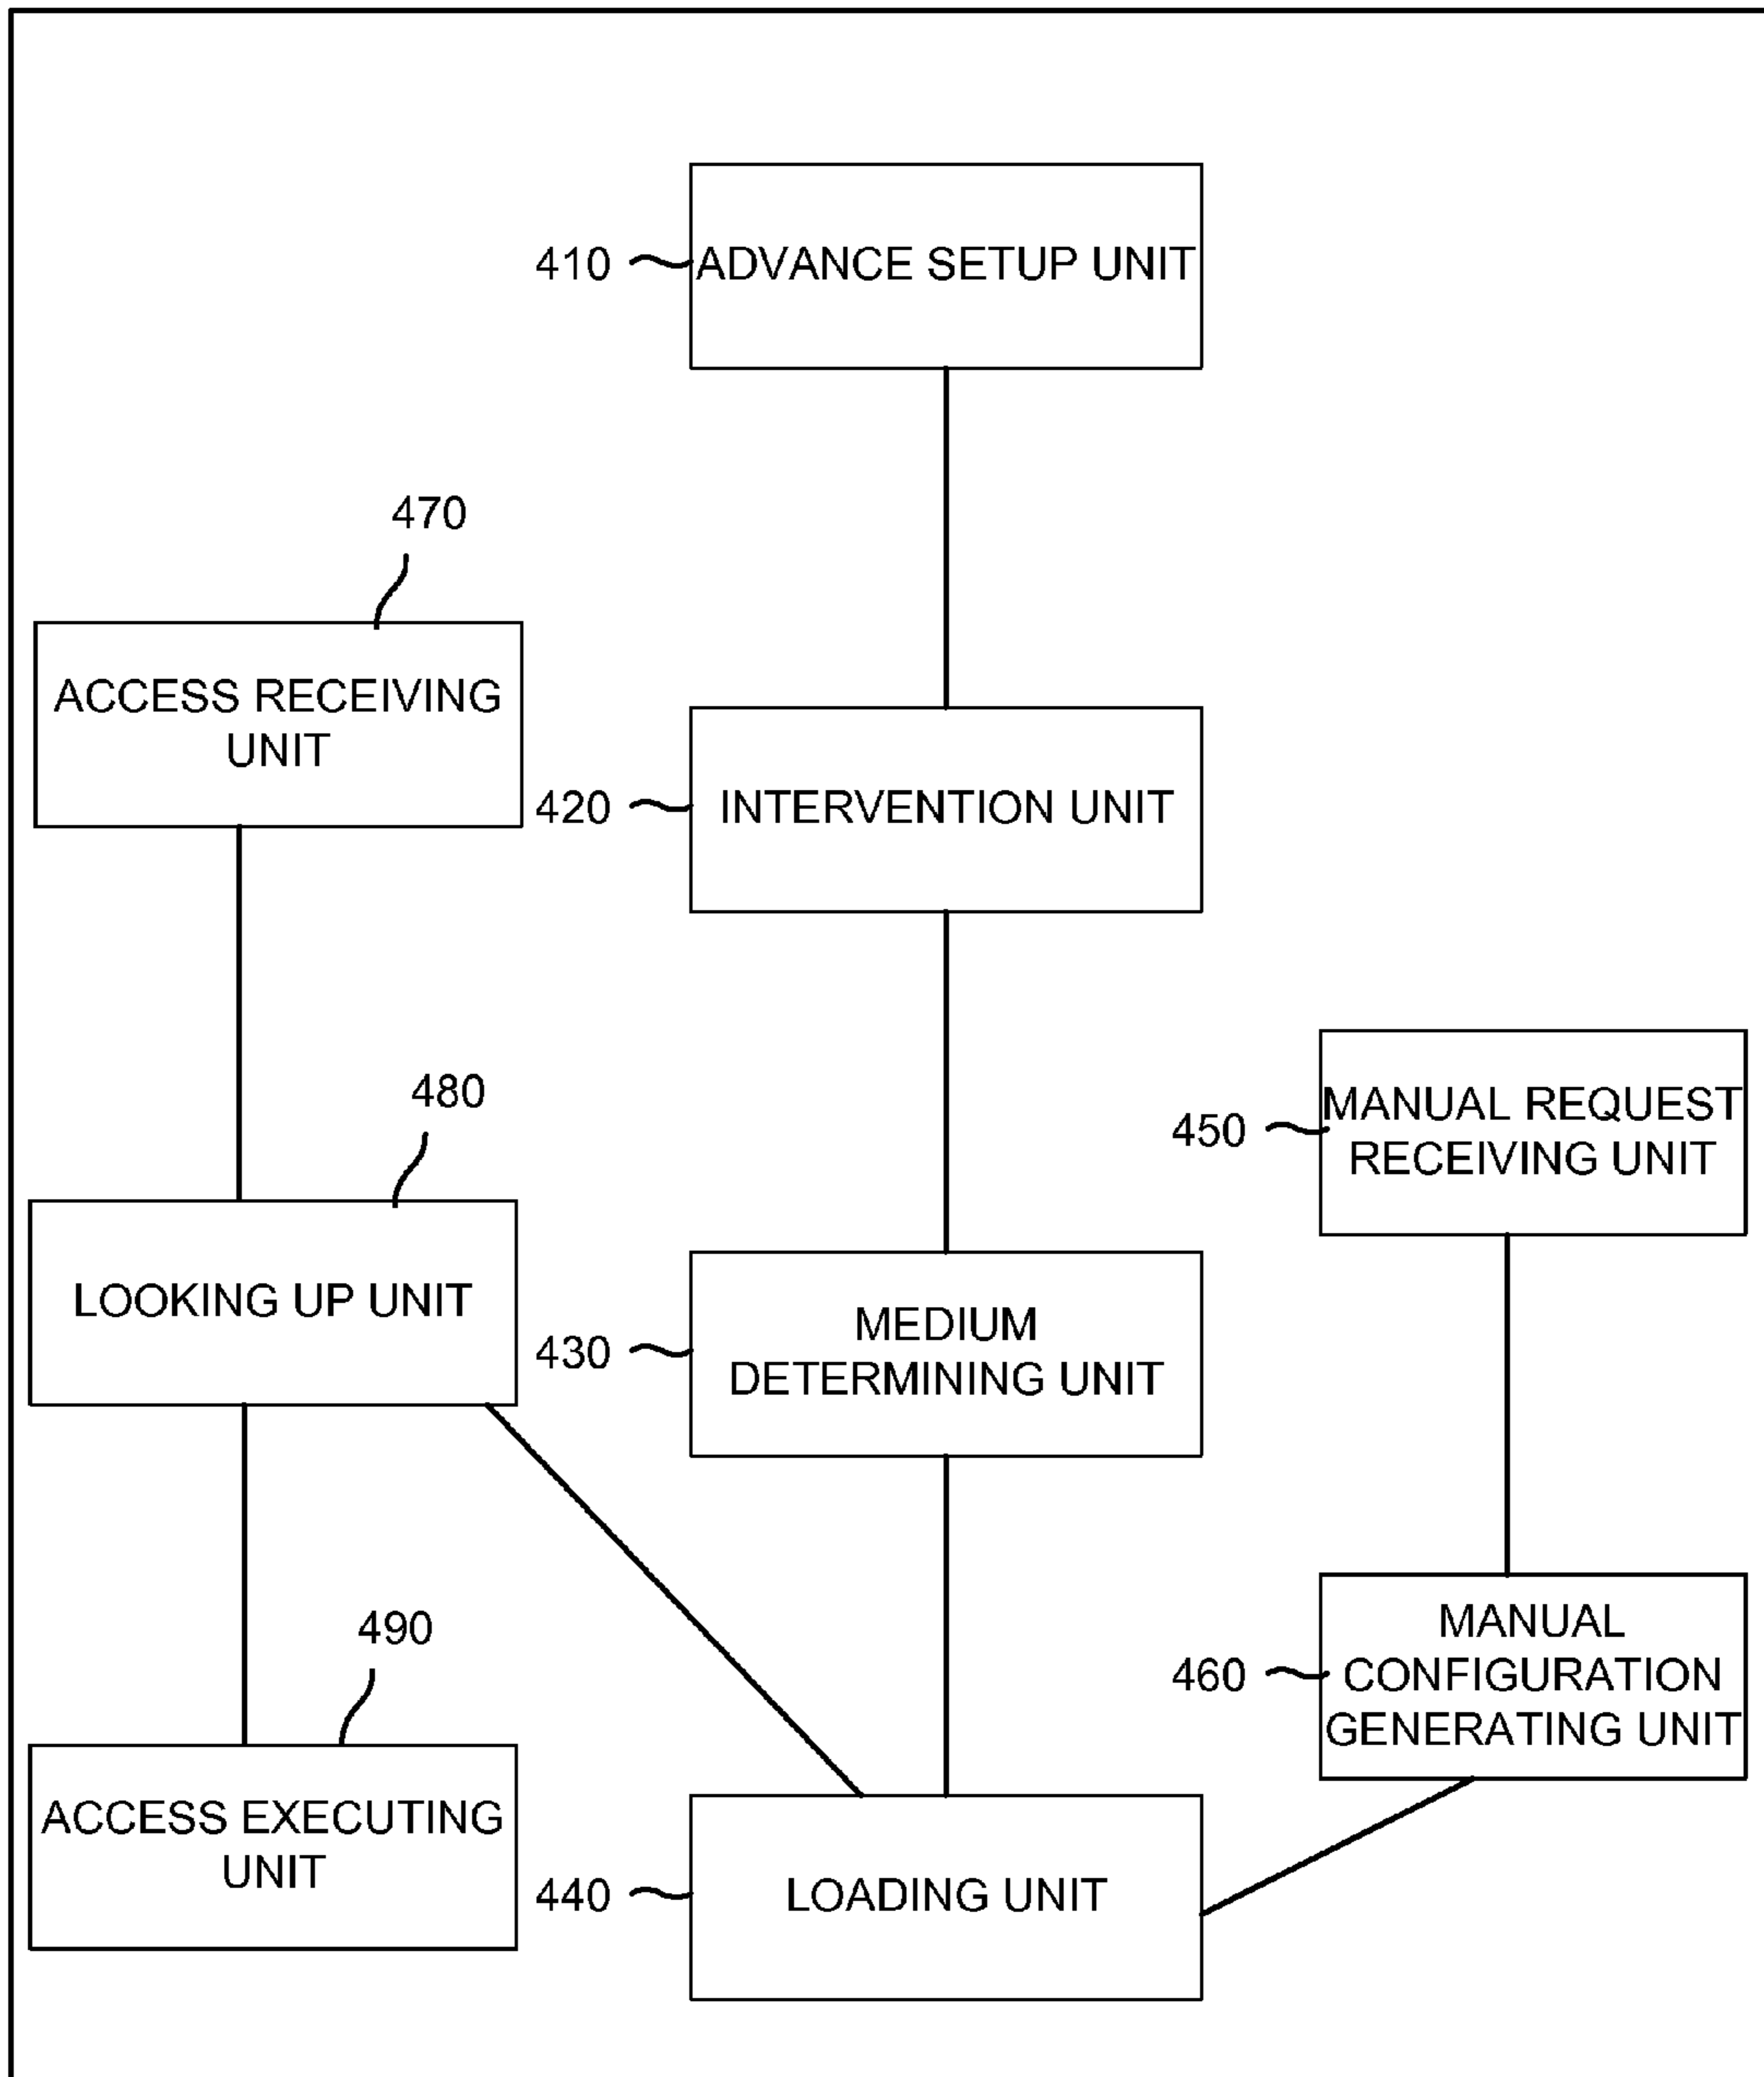 410
ADVANCE SETUP UNIT
470
ACCESS RECEIVING
UNIT
420
INTERVENTION UNIT
480
LOOKING UP UNIT
430
MEDIUM
DETERMINING UNIT
450
MANUAL REQUEST
RECEIVING UNIT
490
ACCESS EXECUTING
UNIT
460
MANUAL
CONFIGURATION
GENERATING UNIT
440
LOADING UNIT